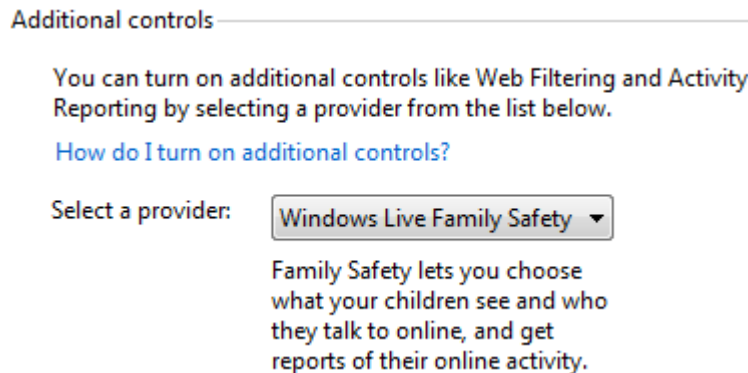 Additional controls
You can turn on additional controls like Web Filtering and Activity
Reporting by selecting a provider from the list below.
How do I turn on additional controls?
Select a provider: Windows Live Family Safety
Family Safety lets you choose
what your children see and who
they talk to online, and get
reports of their online activity.